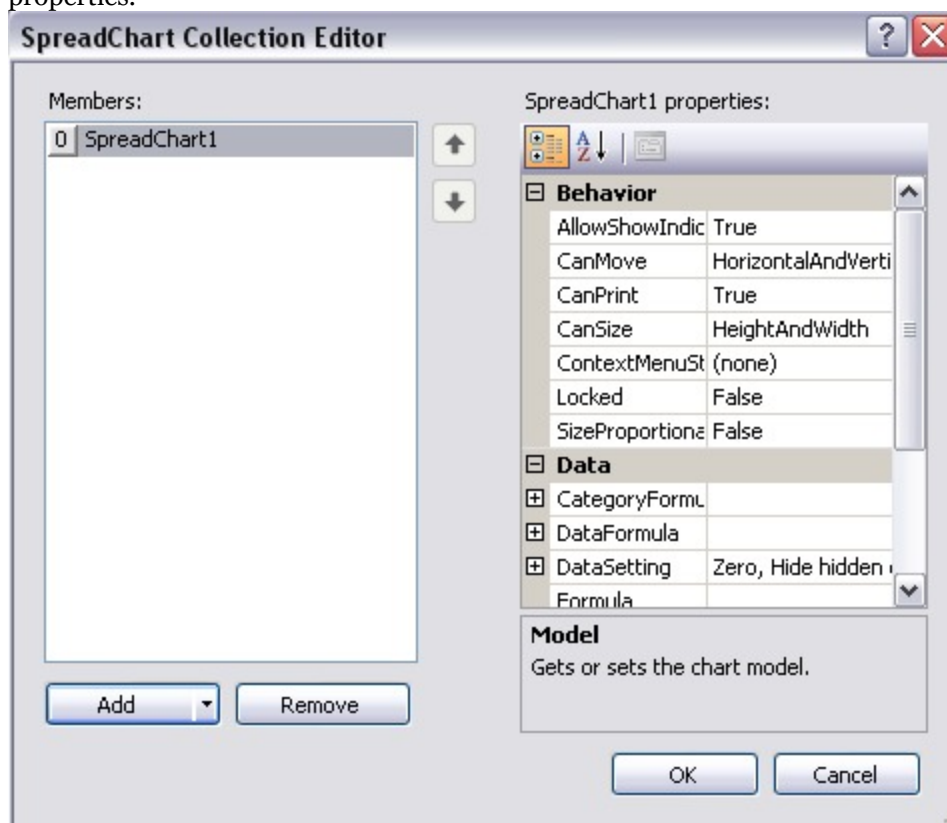 properties.
SpreadChart Collection Editor
Members:
0 SpreadChart1
Add
Remove
SpreadChart1 properties:
Behavior
AllowShowIndic True
CanMove HorizontalAndVerti
CanPrint True
CanSize HeightAndWidth
ContextMenuSt (none)
Locked False
SizeProportiona False
Data
CategoryFormu
DataFormula
DataSetting Zero, Hide hidden
Formula
Model
Gets or sets the chart model.
OK
Cancel